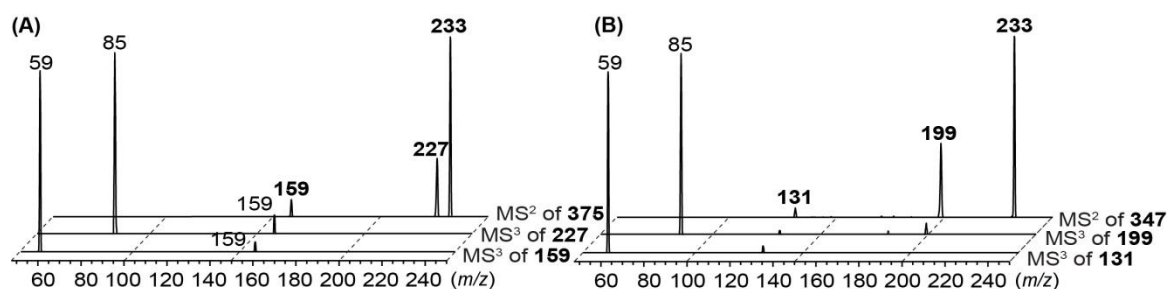 (A)
233
85
59
227
159
159
159
MS² of 375
MS³ of 227
MS³ of 159
60 80 100 120 140 160 180 200 220 240 (m/z)
(B)
233
85
59
199
131
MS² of 347
MS³ of 199
MS³ of 131
60 80 100 120 140 160 180 200 220 240 (m/z)